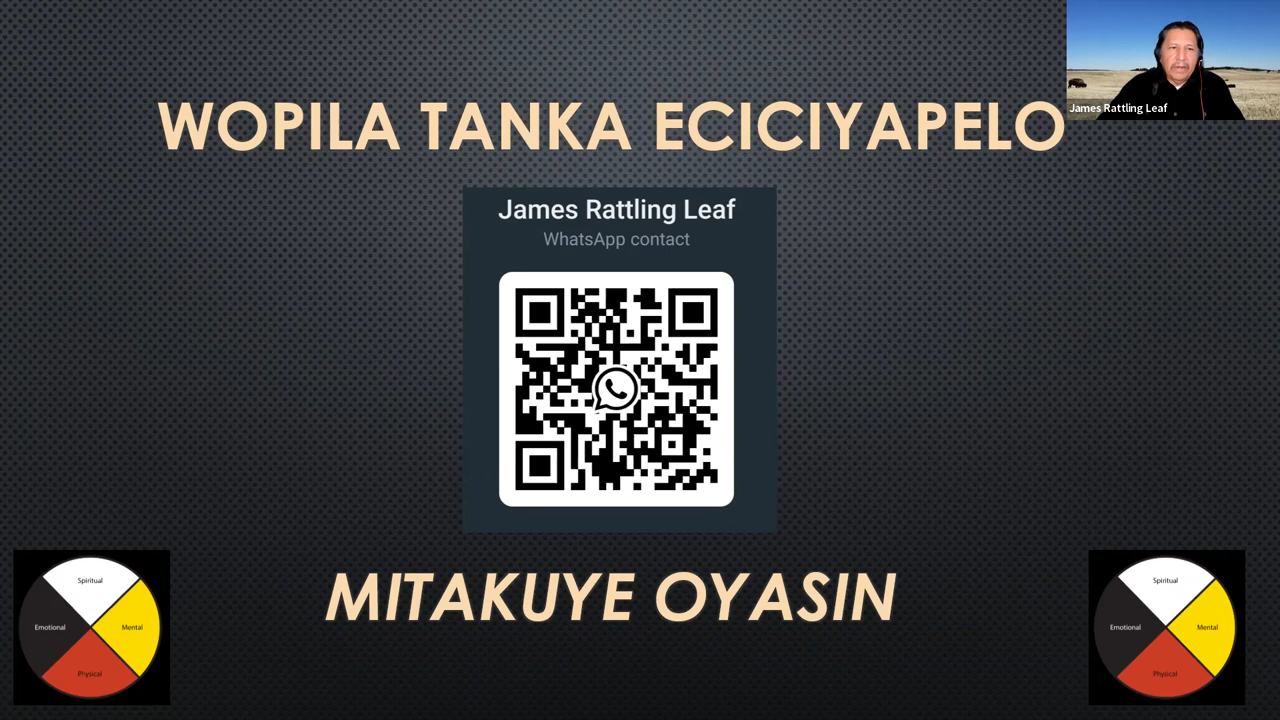 WOPILA TANKA ECICIYAPELO
James Rattling Leaf
James Rattling Leaf
WhatsApp contact
MITAKUYE OYASIN
Spiritual
Emotional
Mental
Physical
Spiritual
Emotional
Mental
Physical